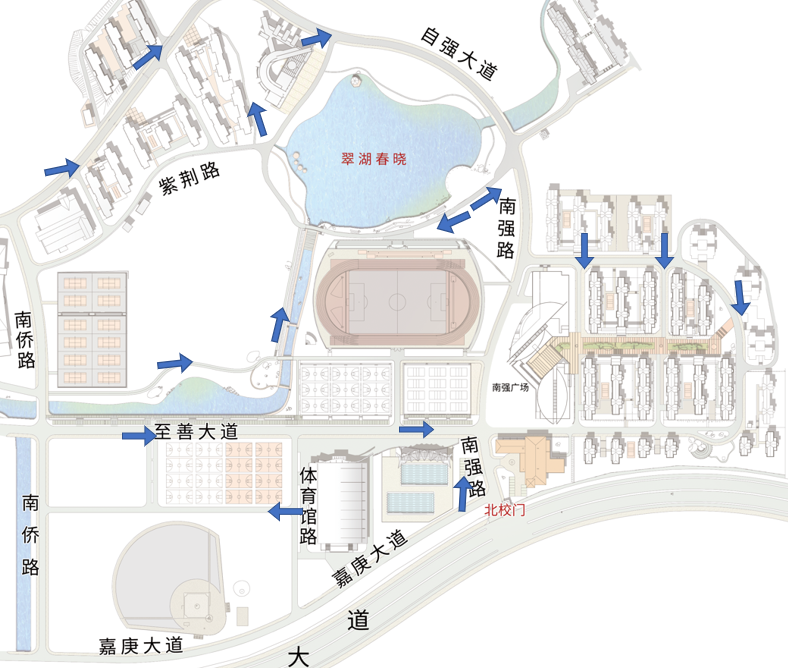 自强大道
翠湖春晓
紫荆路
南强路
南侨路
南强广场
至善大道
南强路
体育馆路
南侨路
北校门
嘉庚大道
道
嘉庚大道
大